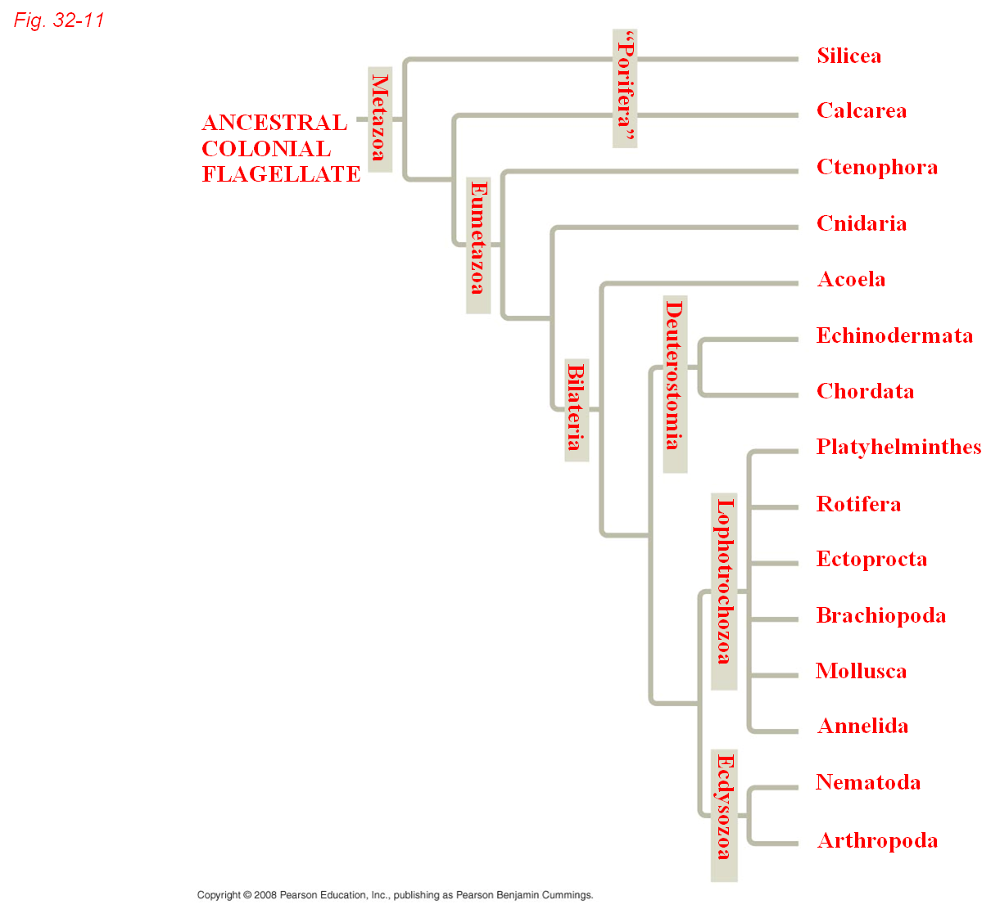 Fig. 32-11
ANCESTRAL
COLONIAL
FLAGELLATE
Metazoa
“Porifera”
Eumetazoa
Bilateria
Deuterostomia
Lophotrochozoa
Ecdysozoa
Silicea
Calcarea
Ctenophora
Cnidaria
Acoela
Echinodermata
Chordata
Platyhelminthes
Rotifera
Ectoprocta
Brachiopoda
Mollusca
Annelida
Nematoda
Arthropoda
Copyright © 2008 Pearson Education, Inc., publishing as Pearson Benjamin Cummings.